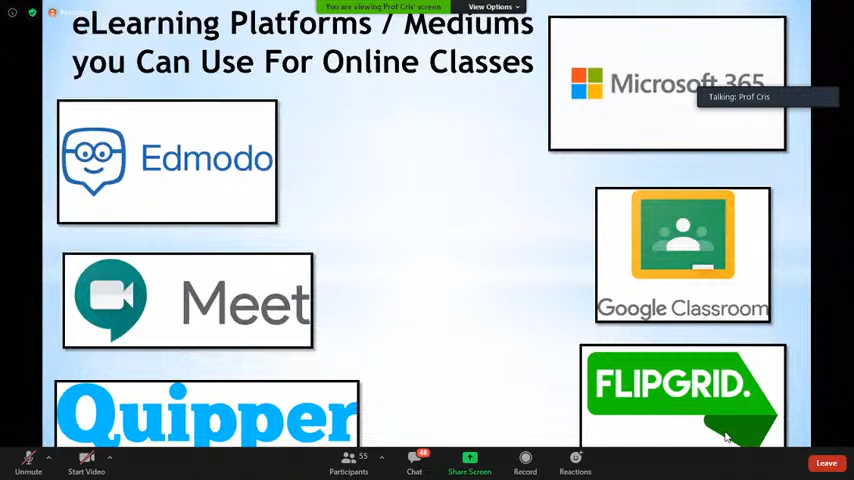 You are viewing Prof Cris' screen
View Options
Recording
eLearning Platforms / Mediums
you Can Use For Online Classes
Microsoft 365
Talking: Prof Cris
Edmodo
Google Classroom
Meet
FLIPGRID.
Quipper
Unmute
Start Video
Participants
55
Chat
48
Share Screen
Record
Reactions
Leave